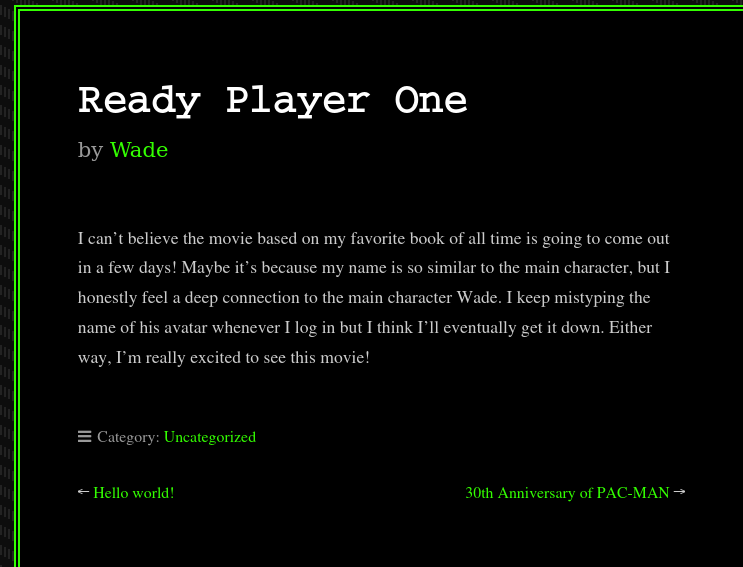 Ready Player One
by Wade
I can’t believe the movie based on my favorite book of all time is going to come out
in a few days! Maybe it’s because my name is so similar to the main character, but I
honestly feel a deep connection to the main character Wade. I keep mistyping the
name of his avatar whenever I log in but I think I’ll eventually get it down. Either
way, I’m really excited to see this movie!
Category: Uncategorized
← Hello world! 30th Anniversary of PAC-MAN →